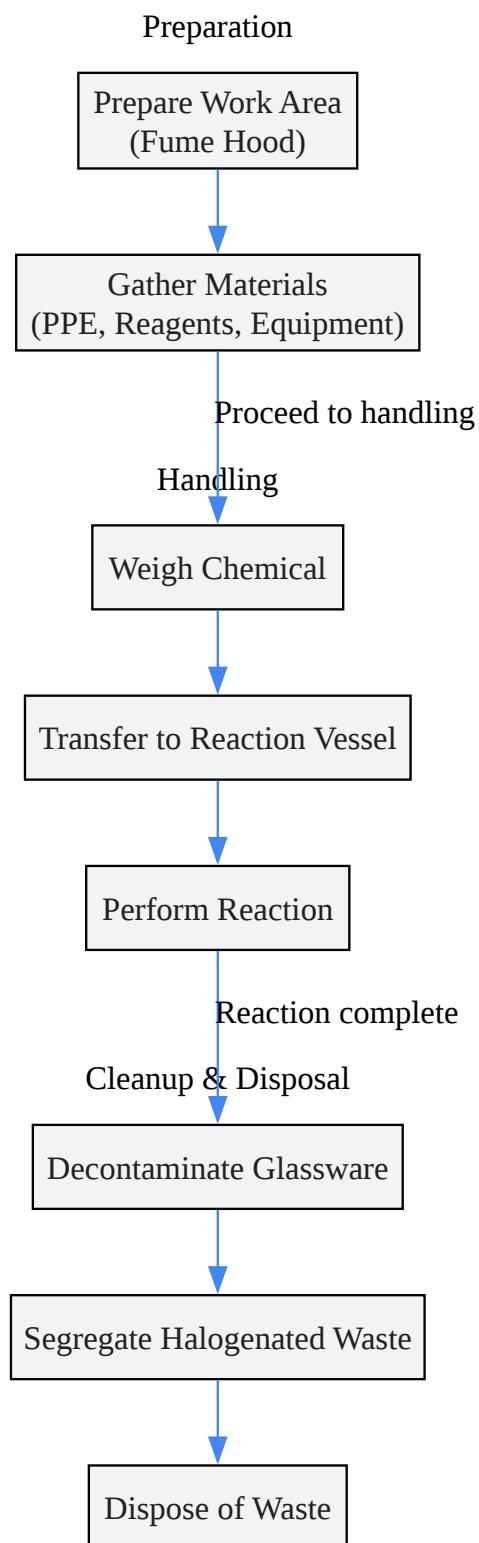 Preparation
Prepare Work Area
(Fume Hood)
Gather Materials
(PPE, Reagents, Equipment)
Proceed to handling
Handling
Weigh Chemical
Transfer to Reaction Vessel
Perform Reaction
Reaction complete
Cleanup & Disposal
Decontaminate Glassware
Segregate Halogenated Waste
Dispose of Waste